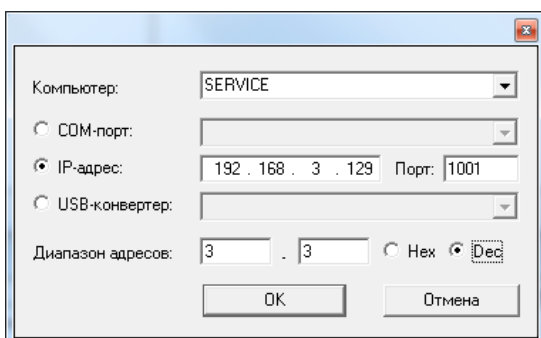 Компьютер: SERVICE
COM-порт:
IP-адрес: 192 . 168 . 3 . 129 Порт: 1001
USB-конвертер:
Диапазон адресов: 3 . 3 Hex Dec
OK Отмена